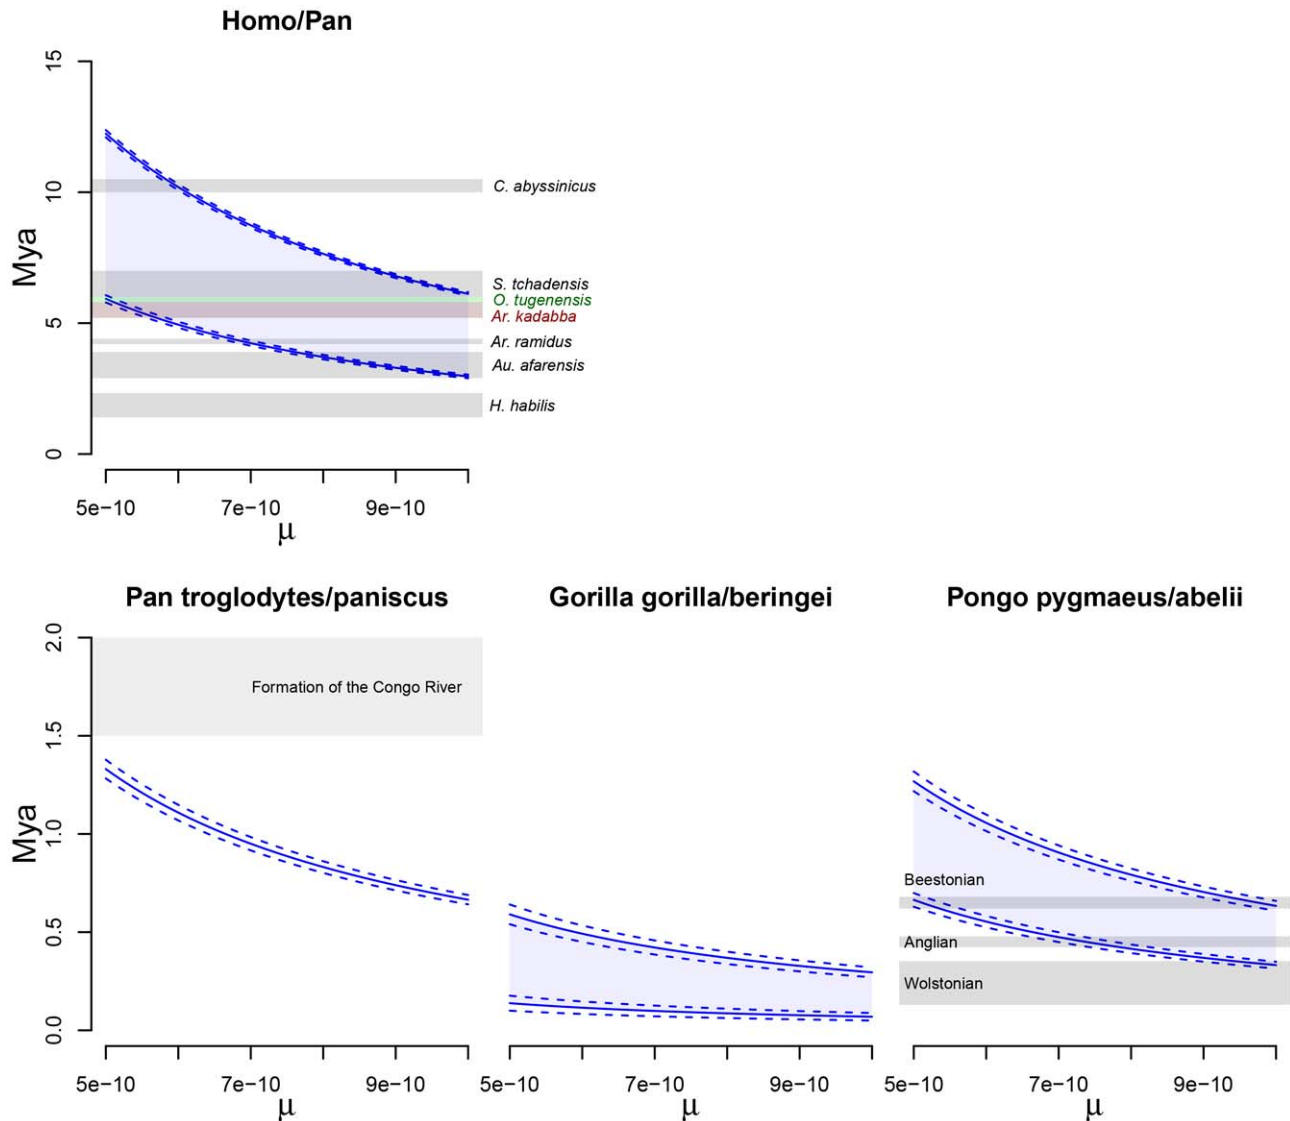 Homo/Pan
15
10
5
0
Mya
C. abyssinicus
S. tchadensis
O. tugenensis
Ar. kadabba
Ar. ramidus
Au. afarensis
H. habilis
5e−10 7e−10 9e−10
μ
Pan troglodytes/paniscus
Gorilla gorilla/beringei
Pongo pygmaeus/abelii
2.0
1.5
1.0
0.5
0.0
Mya
Formation of the Congo River
Beestonian
Anglian
Wolstonian
5e−10 7e−10 9e−10
μ
5e−10 7e−10 9e−10
μ
5e−10 7e−10 9e−10
μ